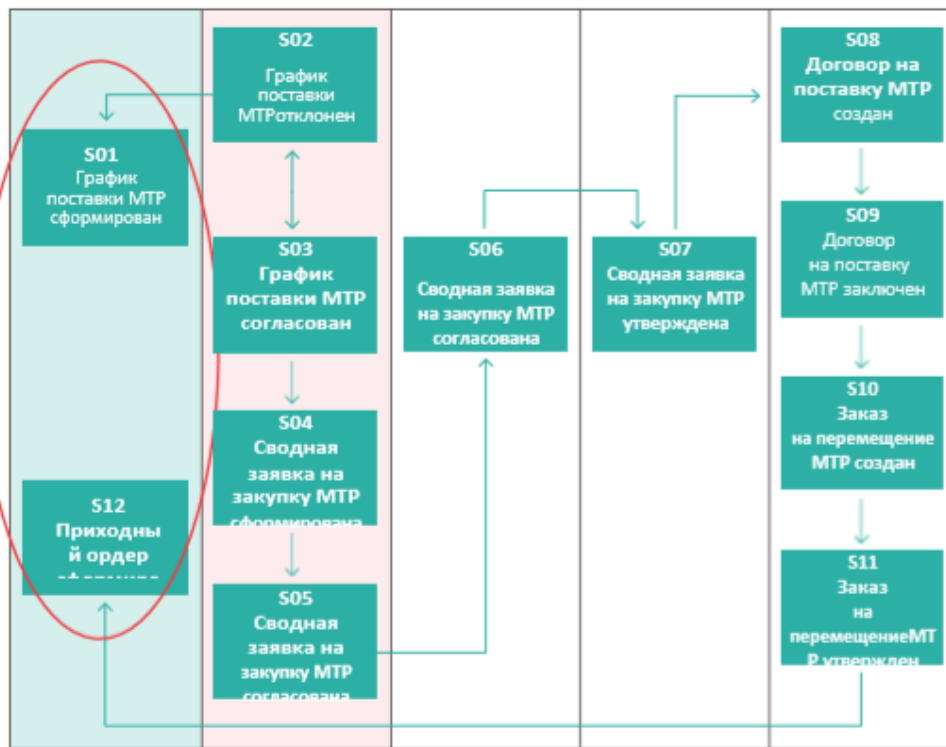 S02
График
поставки
МТРотклонен
S01
График
поставки МТР
сформирован
S03
График
поставки МТР
согласован
S04
Сводная
заявка на
закупку МТР
сформирована
S05
Сводная
заявка на
закупку МТР
согласована
S12
Приходны
й ордер
S06
Сводная заявка
на закупку МТР
согласована
S07
Сводная заявка
на закупку МТР
утверждена
S08
Договор на
поставку МТР
создан
S09
Договор
на поставку
МТР заключен
S10
Заказ
на перемещение
МТР создан
S11
Заказ
на
перемещениеМТ
Р утвержден